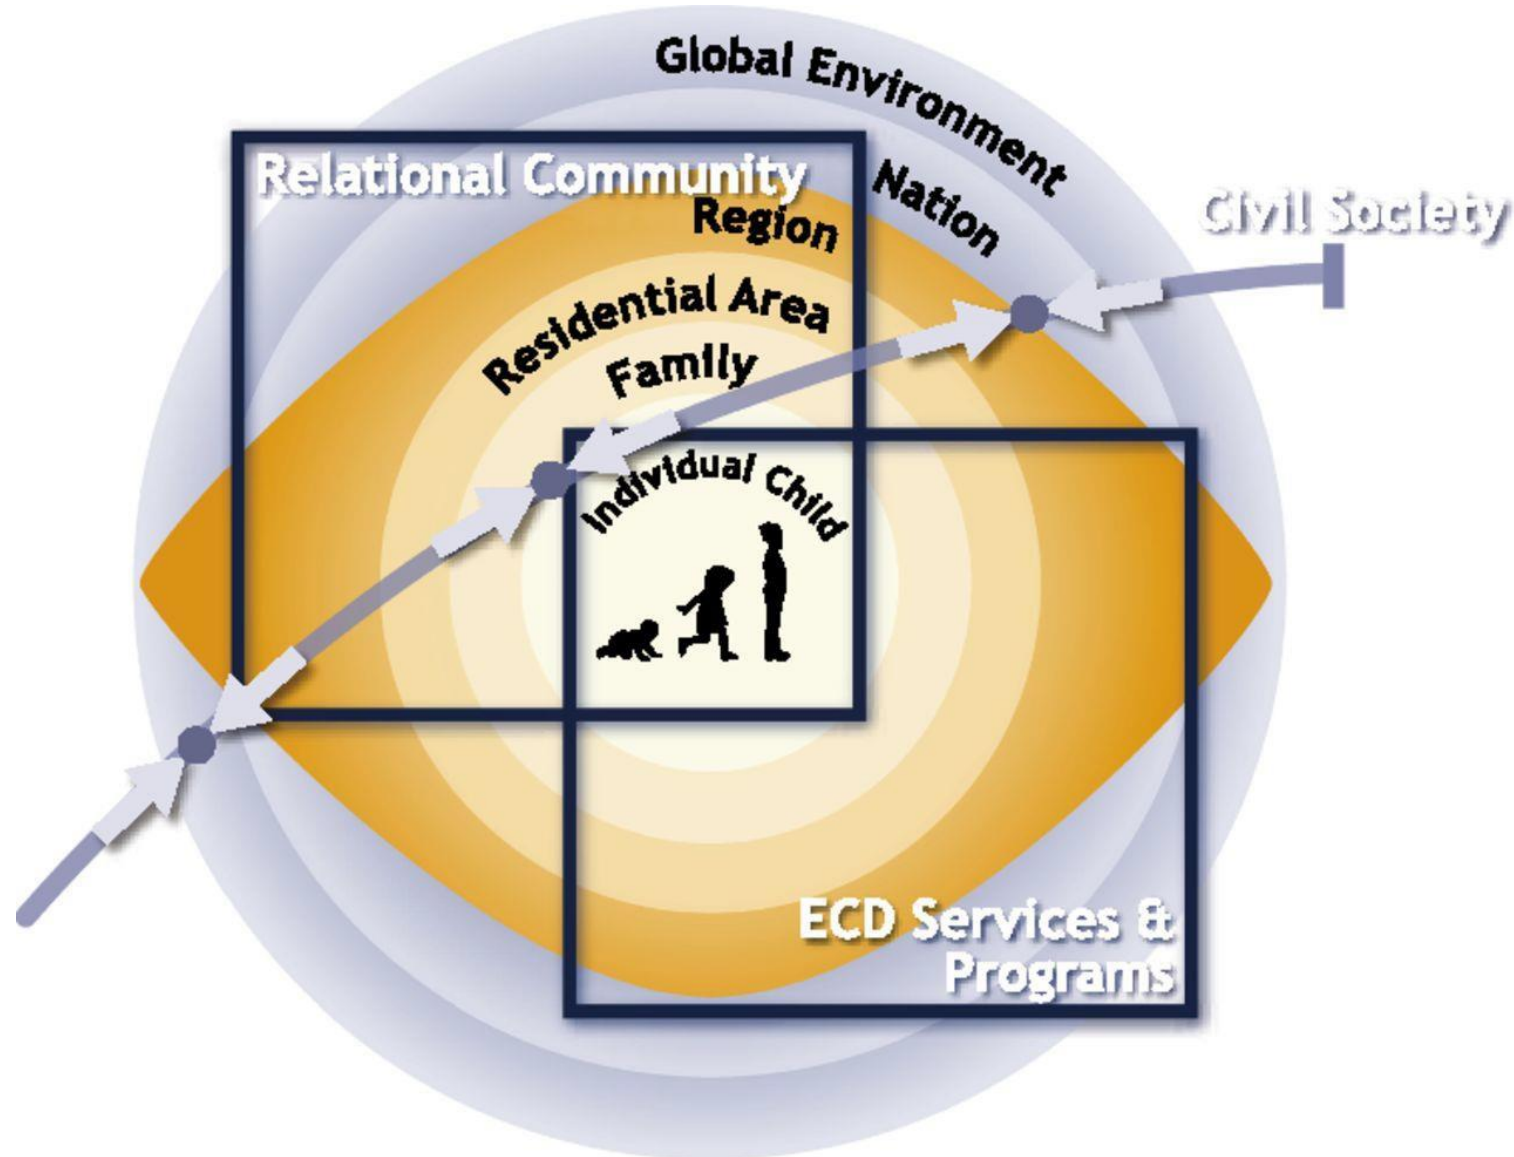 Global Environment
Nation
Civil Society
Relational Community
Region
Residential Area
Family
Individual Child
ECD Services &
Programs